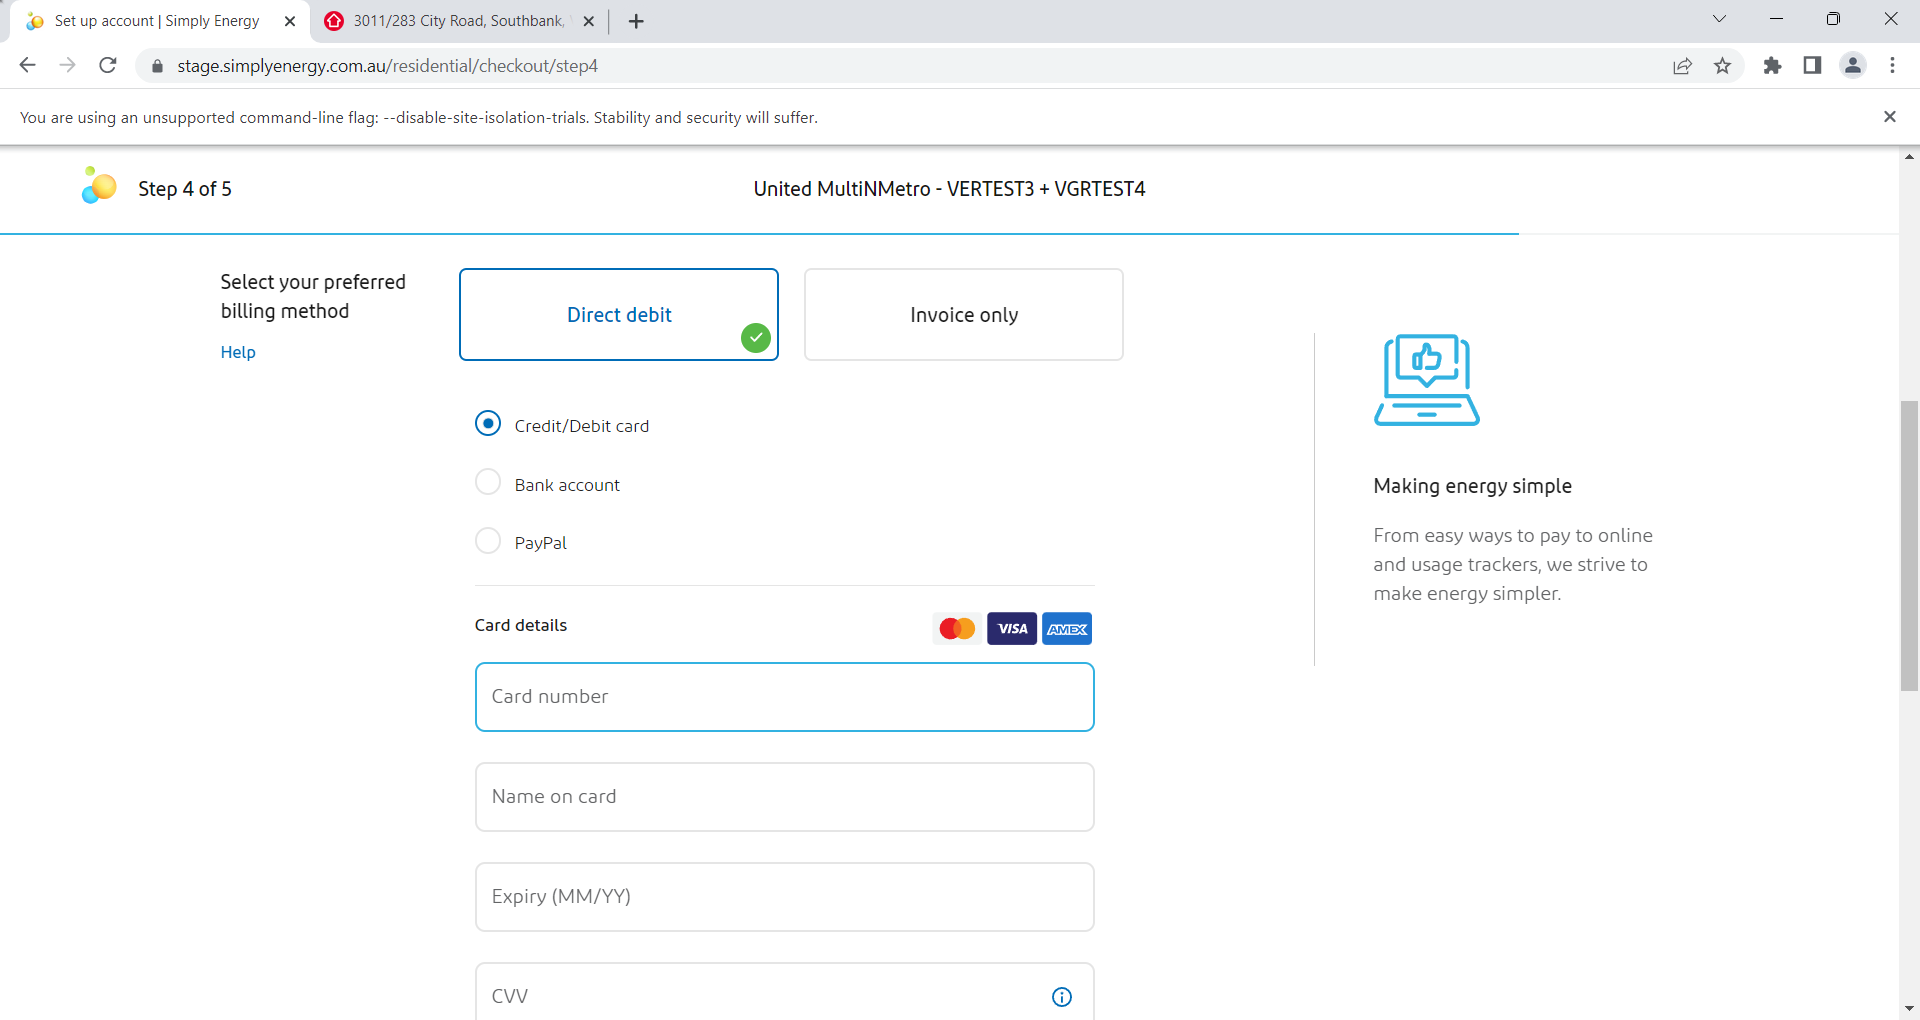 Set up account | Simply Energy
3011/283 City Road, Southbank,
stage.simplyenergy.com.au/residential/checkout/step4
You are using an unsupported command-line flag: --disable-site-isolation-trials. Stability and security will suffer.
Step 4 of 5
United MultiNMetro - VERTEST3 + VGRTEST4
Select your preferred
billing method
Help
Direct debit
Invoice only
Credit/Debit card
Bank account
PayPal
Card details
VISA
AMEX
Card number
Name on card
Expiry (MM/YY)
CVV
Making energy simple
From easy ways to pay to online
and usage trackers, we strive to
make energy simpler.